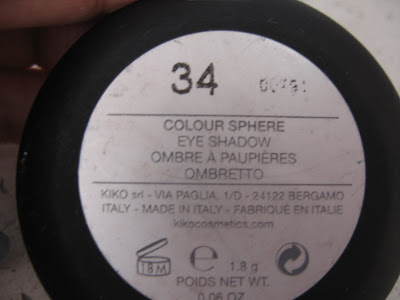 34
COLOUR SPHERE
EYE SHADOW
OMBRE À PAUPIÈRES
OMBRETTO
KIKO srl - VIA PAGLIA, 1/D - 24122 BERGAMO
ITALY - MADE IN ITALY - FABRIQUÉ EN ITALIE
kikocosmetics.com
18M e 1.8 g
POIDS NET WT.
0.06 OZ